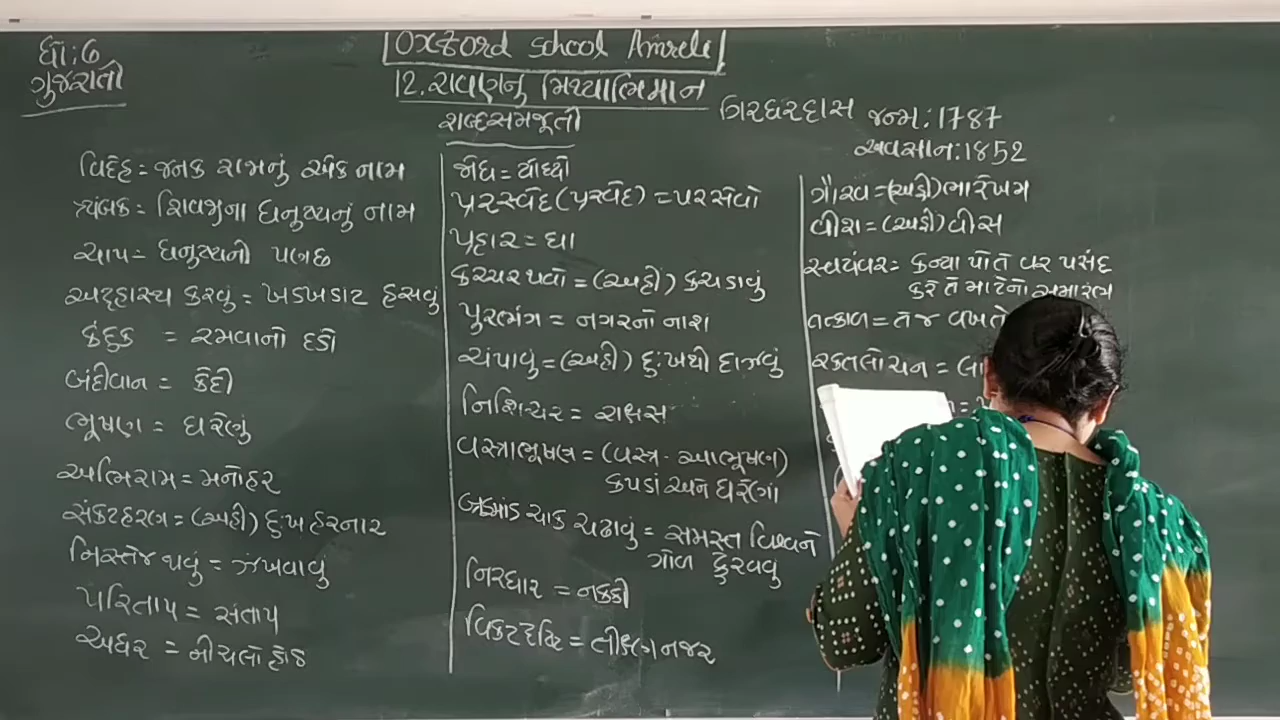 ધો:6
ગુજરાતી
Oxford School Amreli
12. રાવણનું મિથ્યાભિમાન
શબ્દસમજૂતી
ગિરધરદાસ
જન્મ: 1787
અવસાન: 1852
વિદેહ = જનક રાજાનું એક નામ
ત્ર્યંબક = શિવજીના ધનુષ્યનું નામ
ચાપ = ધનુષ્યની પણછ
અટ્હાસ્ય કરવું = ખડખડાટ હસવું
કંદુક = રમવાનો દડો
બંદીવાન = કેદી
ભૂષણ = ઘરેણું
અભિરામ = મનોહર
સંકટહરણ = (અહીં) દુ:ખ હરનાર
નિસ્તેજ થવું = ઝંખવાવું
પરિતાપ = સંતાપ
અધર = નીચલો હોઠ
જોધ = યોધ્ધો
પ્રસ્વેદ (પ્રસ્વેદ) = પરસેવો
પ્રહાર = ઘા
કચ્ચરથવો = (અહીં) કચડાવું
પુરભંગ = નગરનો નાશ
ચંપાવું = (અહીં) દુ:ખથી દાઝવું
નિશિચર = રાક્ષસ
વસ્ત્રાભૂષણ = (વસ્ત્ર - આભૂષણ)
કપડાં અને ઘરેણાં
બ્રહ્માંડ ચાક ચઢાવું = સમસ્ત વિશ્વને
ગોળ ફેરવવું
નિરધાર = નક્કી
વિકટદૃષ્ટિ = તીક્ષ્ણ નજર
ગૌરવ = (અહીં) ભારેખમ
વીશ = (અહીં) વીસ
સ્વયંવર = કન્યા પોતે વર પસંદ
કરે તે માટેનો સમારંભ
તત્કાળ = તે જ વખતે
રક્તલોચન =